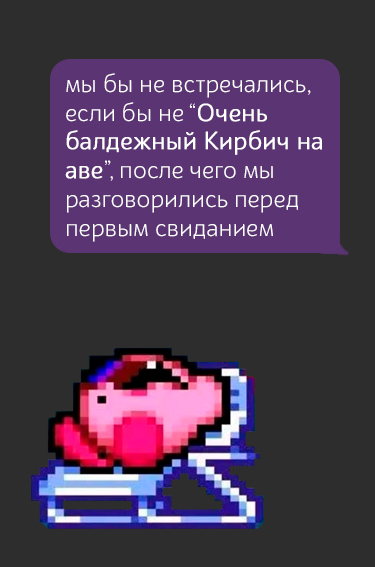 мы бы не встречались,
если бы не “Очень
балдежный Кирбич на
аве”, после чего мы
разговорились перед
первым свиданием